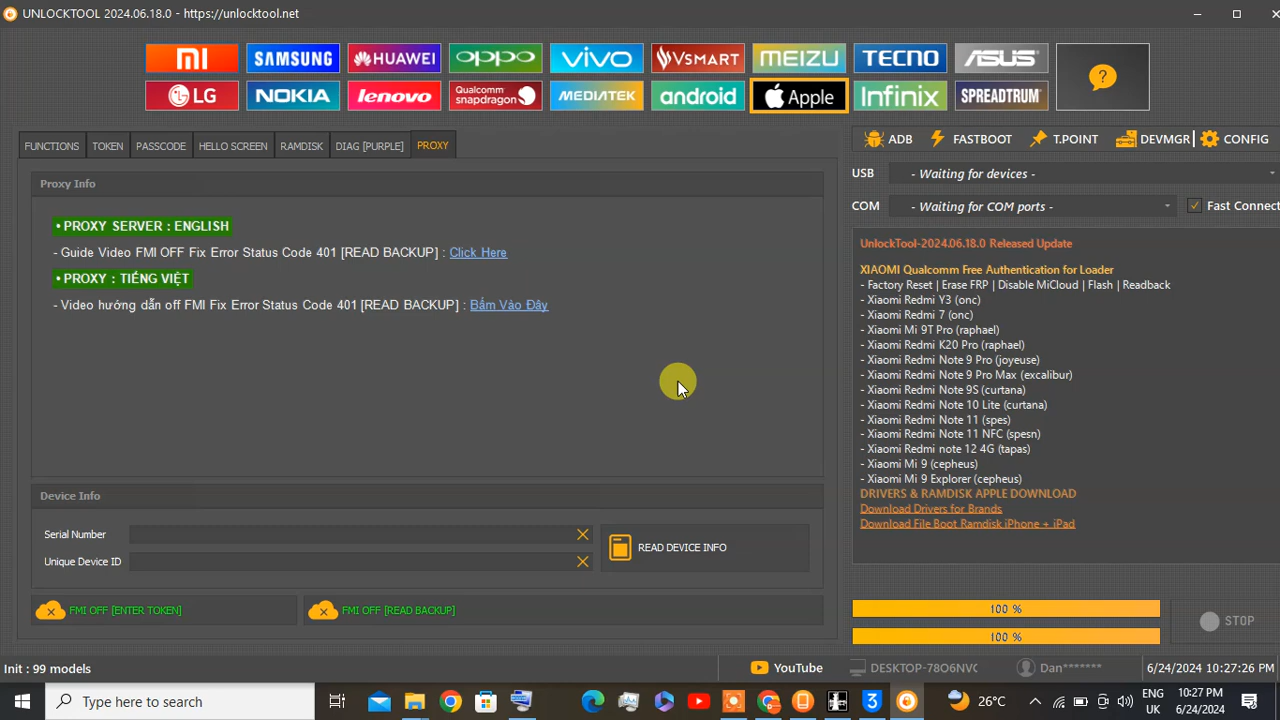 UNLOCKTOOL 2024.06.18.0 - https://unlocktool.net
MI SAMSUNG HUAWEI oppo vivo VSMART MEIZU TECNO ASUS
LG NOKIA lenovo Qualcomm snapdragon MEDIATEK android Apple Infinix SPREADTRUM
?
FUNCTIONS TOKEN PASSCODE HELLO SCREEN RAMDISK DIAG [PURPLE] PROXY
Proxy Info
• PROXY SERVER : ENGLISH
- Guide Video FMI OFF Fix Error Status Code 401 [READ BACKUP] : Click Here
• PROXY : TIẾNG VIỆT
- Video hướng dẫn off FMI Fix Error Status Code 401 [READ BACKUP] : Bấm Vào Đây
Device Info
Serial Number
Unique Device ID
READ DEVICE INFO
FMI OFF [ENTER TOKEN] FMI OFF [READ BACKUP]
ADB FASTBOOT T.POINT DEVMGR CONFIG
USB - Waiting for devices -
COM - Waiting for COM ports - Fast Connect
UnlockTool-2024.06.18.0 Released Update
XIAOMI Qualcomm Free Authentication for Loader
- Factory Reset | Erase FRP | Disable MiCloud | Flash | Readback
- Xiaomi Redmi Y3 (onc)
- Xiaomi Redmi 7 (onc)
- Xiaomi Mi 9T Pro (raphael)
- Xiaomi Redmi K20 Pro (raphael)
- Xiaomi Redmi Note 9 Pro (joyeuse)
- Xiaomi Redmi Note 9 Pro Max (excalibur)
- Xiaomi Redmi Note 9S (curtana)
- Xiaomi Redmi Note 10 Lite (curtana)
- Xiaomi Redmi Note 11 (spes)
- Xiaomi Redmi Note 11 NFC (spesn)
- Xiaomi Redmi note 12 4G (tapas)
- Xiaomi Mi 9 (cepheus)
- Xiaomi Mi 9 Explorer (cepheus)
DRIVERS & RAMDISK APPLE DOWNLOAD
Download Drivers for Brands
Download File Boot Ramdisk iPhone + iPad
100 %
100 %
STOP
Init : 99 models
YouTube DESKTOP-78O6NVC Dan******* 6/24/2024 10:27:26 PM
Type here to search
3
26°C
ENG
UK
10:27 PM
6/24/2024